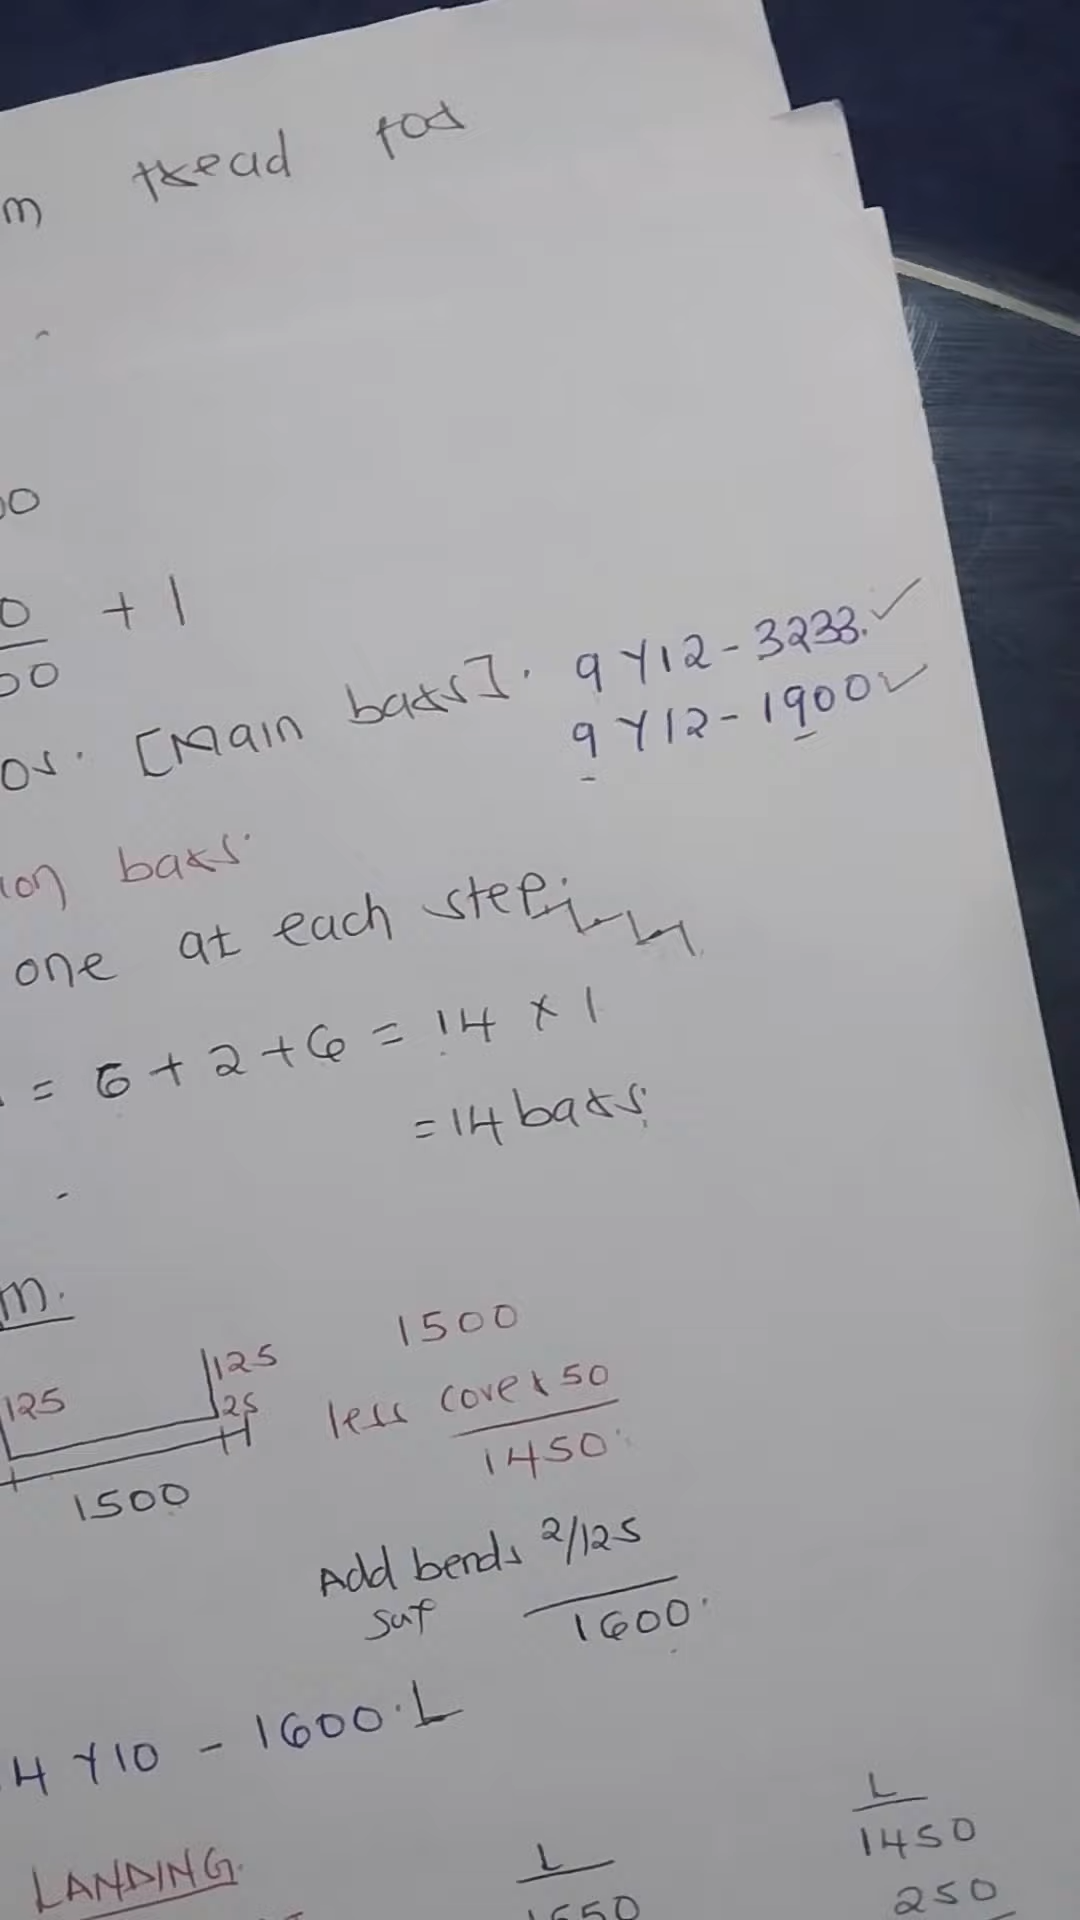 m tread for
00
0 + 1
00
os. [Main bars]. 9Y12 - 3233. ✓
9Y12 - 1900 ✓
ion bars.
one at each step.
= 6 + 2 + 6 = 14 x 1
= 14 bars.
m.
125 125 1500
25 less cover 50
1450
1500
Add bends 2/125
1600.
4 Y10 - 1600.L
L
1450
LANDING. L 250